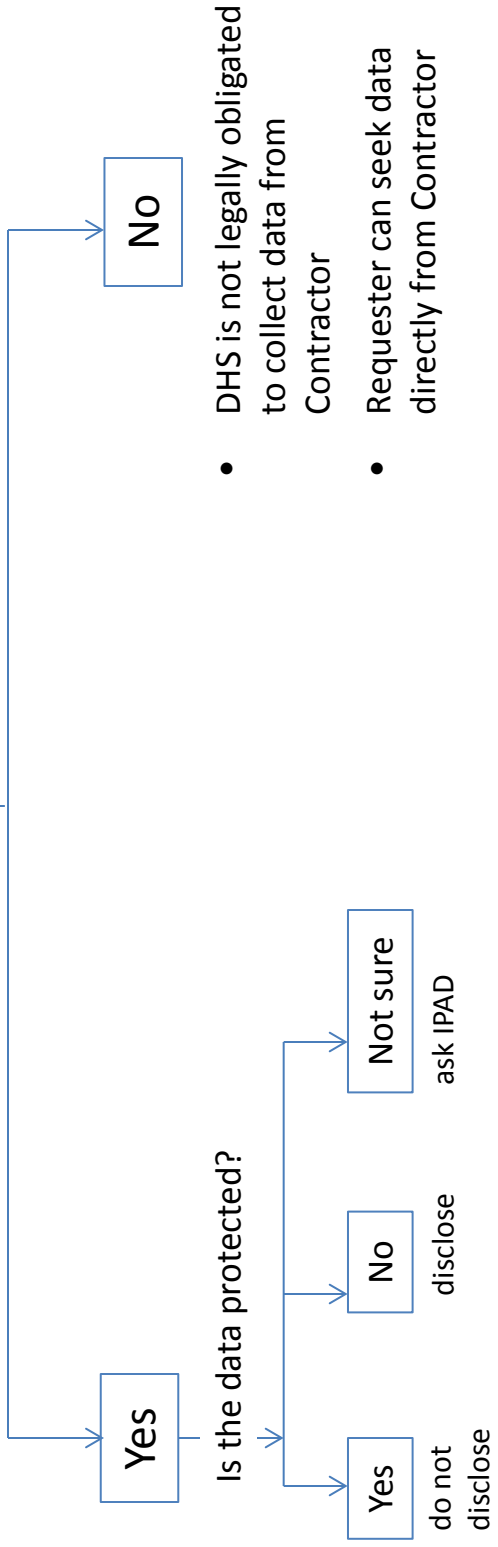 Yes
No
Is the data protected?
• DHS is not legally obligated
to collect data from
Contractor
• Requester can seek data
directly from Contractor
Yes
do not
disclose
No
disclose
Not sure
ask IPAD